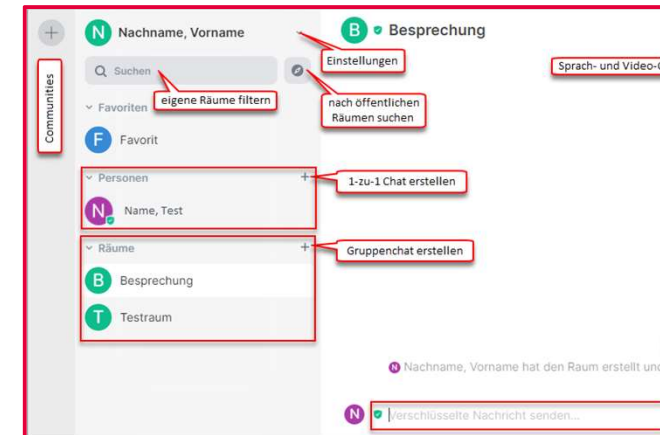 N Nachname, Vorname
B Besprechung
Einstellungen
Sprach- und Video-
Suchen
eigene Räume filtern
nach öffentlichen
Räumen suchen
Communities
Favoriten
F Favorit
Personen +
1-zu-1 Chat erstellen
N Name, Test
Räume +
Gruppenchat erstellen
B Besprechung
T Testraum
N Nachname, Vorname hat den Raum erstellt und
N Verschlüsselte Nachricht senden...